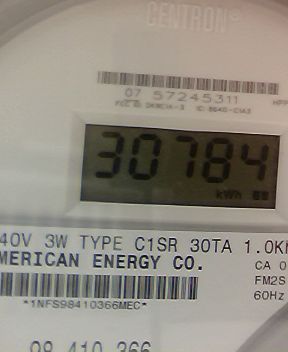 CENTRON®
07 57245311
30784
kWh
40V 3W TYPE C1SR 30TA 1.0K
MERICAN ENERGY CO.
CA 0
FM2S
60Hz
*1NFS98410366MEC*
98 410 366